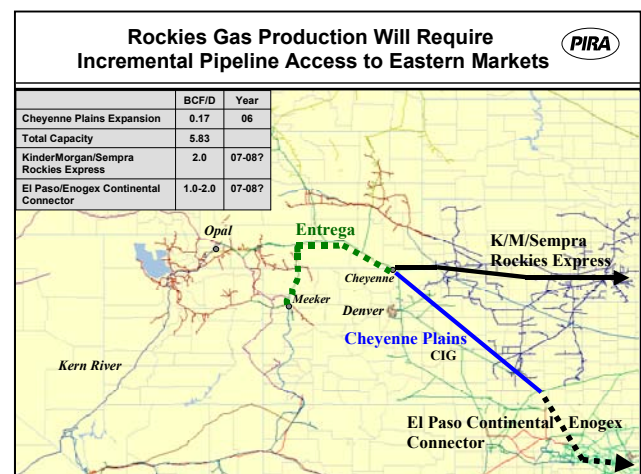 Rockies Gas Production Will Require
Incremental Pipeline Access to Eastern Markets
PIRA
BCF/D Year
Cheyenne Plains Expansion 0.17 06
Total Capacity 5.83
KinderMorgan/Sempra
Rockies Express 2.0 07-08?
El Paso/Enogex Continental
Connector 1.0-2.0 07-08?
Opal
Entrega
K/M/Sempra
Rockies Express
Cheyenne
Meeker
Denver
Cheyenne Plains
CIG
Kern River
El Paso Continental Enogex
Connector